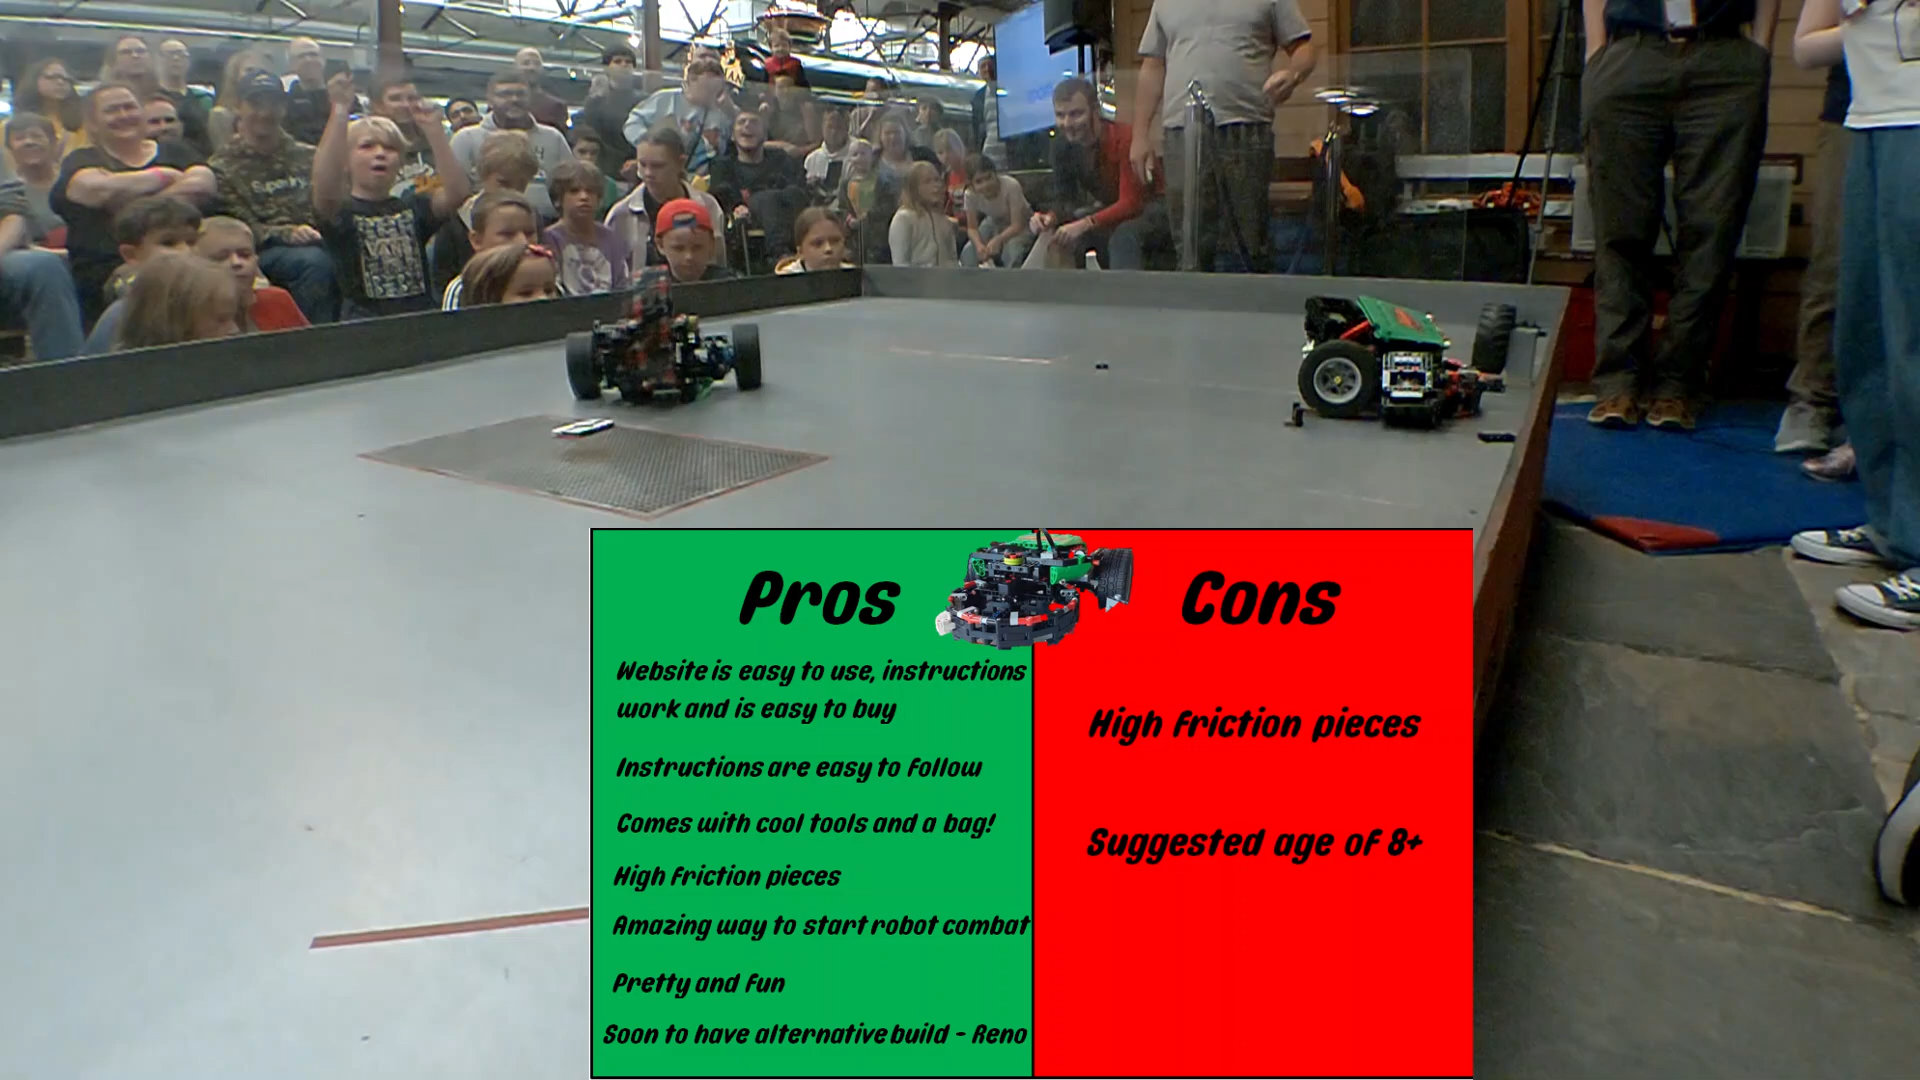 Pros
Cons
Website is easy to use, instructions
work and is easy to buy
Instructions are easy to follow
Comes with cool tools and a bag!
High friction pieces
Amazing way to start robot combat
Pretty and fun
Soon to have alternative build - Reno
High friction pieces
Suggested age of 8+